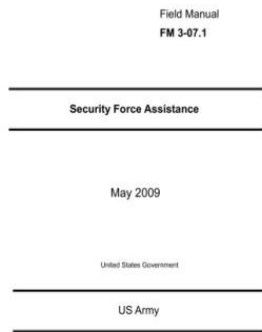 Field Manual
FM 3-07.1
Security Force Assistance
May 2009
United States Government
US Army